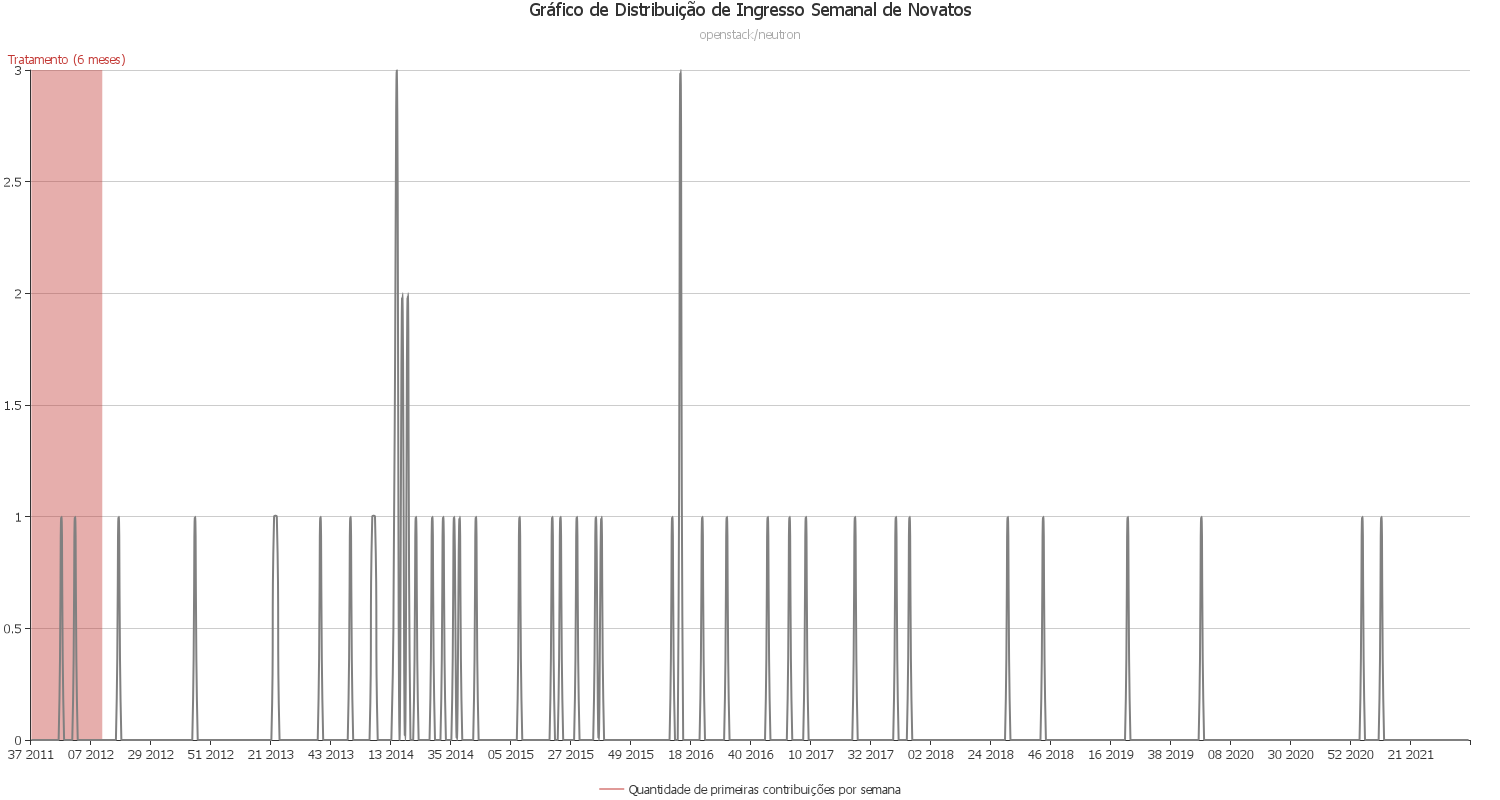 Gráfico de Distribuição de Ingresso Semanal de Novatos
openstack/neutron
Tratamento (6 meses)
3
2.5
2
1.5
1
0.5
0
37 2011 07 2012 29 2012 51 2012 21 2013 43 2013 13 2014 35 2014 05 2015 27 2015 49 2015 18 2016 40 2016 10 2017 32 2017 02 2018 24 2018 46 2018 16 2019 38 2019 08 2020 30 2020 52 2020 21 2021
Quantidade de primeiras contribuições por semana